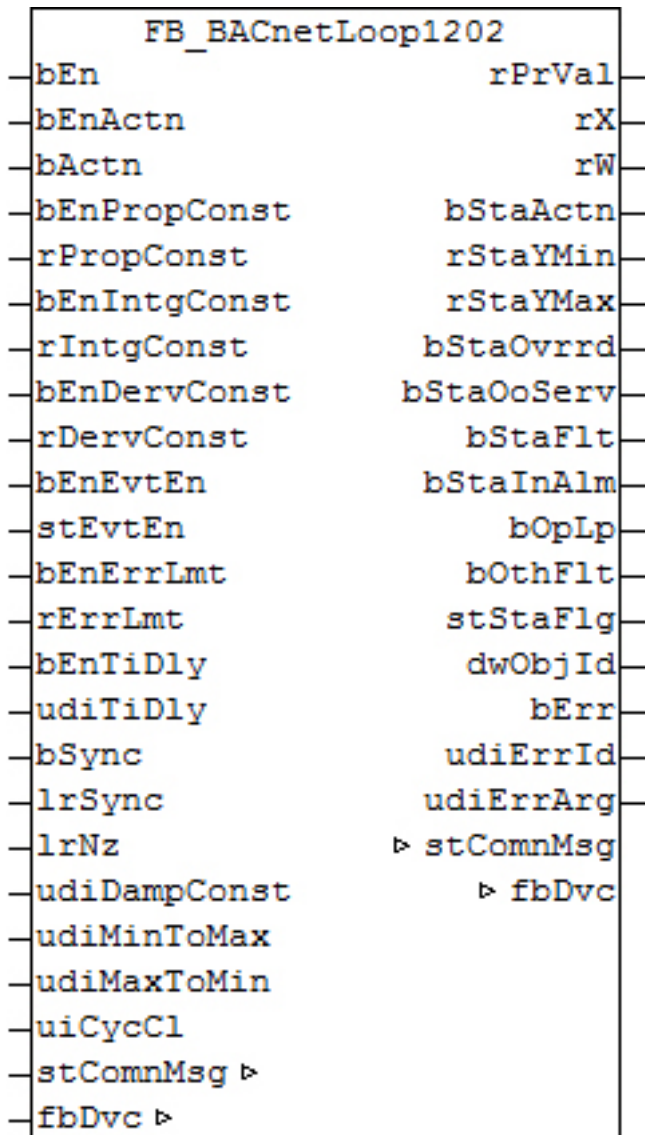 FB_BACnetLoop1202
bEn rPrVal
bEnActn rX
bActn rW
bEnPropConst bStaActn
rPropConst rStaYMin
bEnIntgConst rStaYMax
rIntgConst bStaOvrrd
bEnDervConst bStaOoServ
rDervConst bStaFlt
bEnEvtEn bStaInAlm
stEvtEn bOpLp
bEnErrLmt bOthFlt
rErrLmt stStaFlg
bEnTiDly dwObjId
udiTiDly bErr
bSync udiErrId
lrSync udiErrArg
lrNz ▷ stComnMsg
udiDampConst ▷ fbDvc
udiMinToMax
udiMaxToMin
uiCycCl
stComnMsg ▷
fbDvc ▷